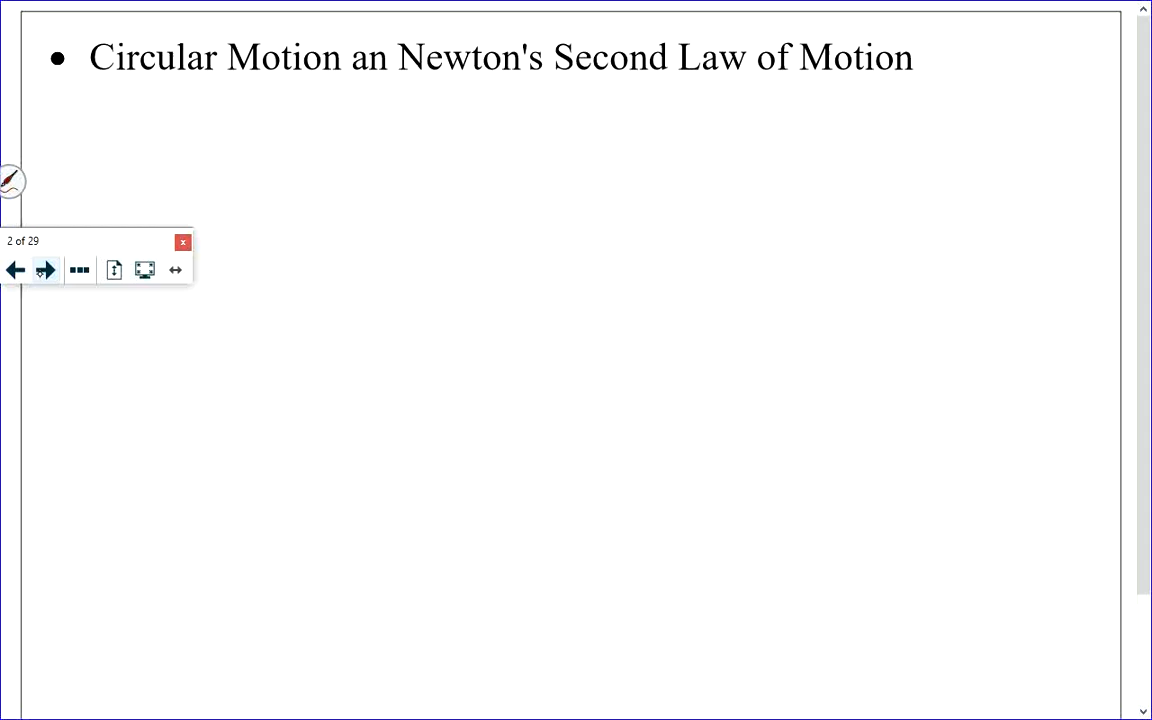 • Circular Motion an Newton's Second Law of Motion
2 of 29
x